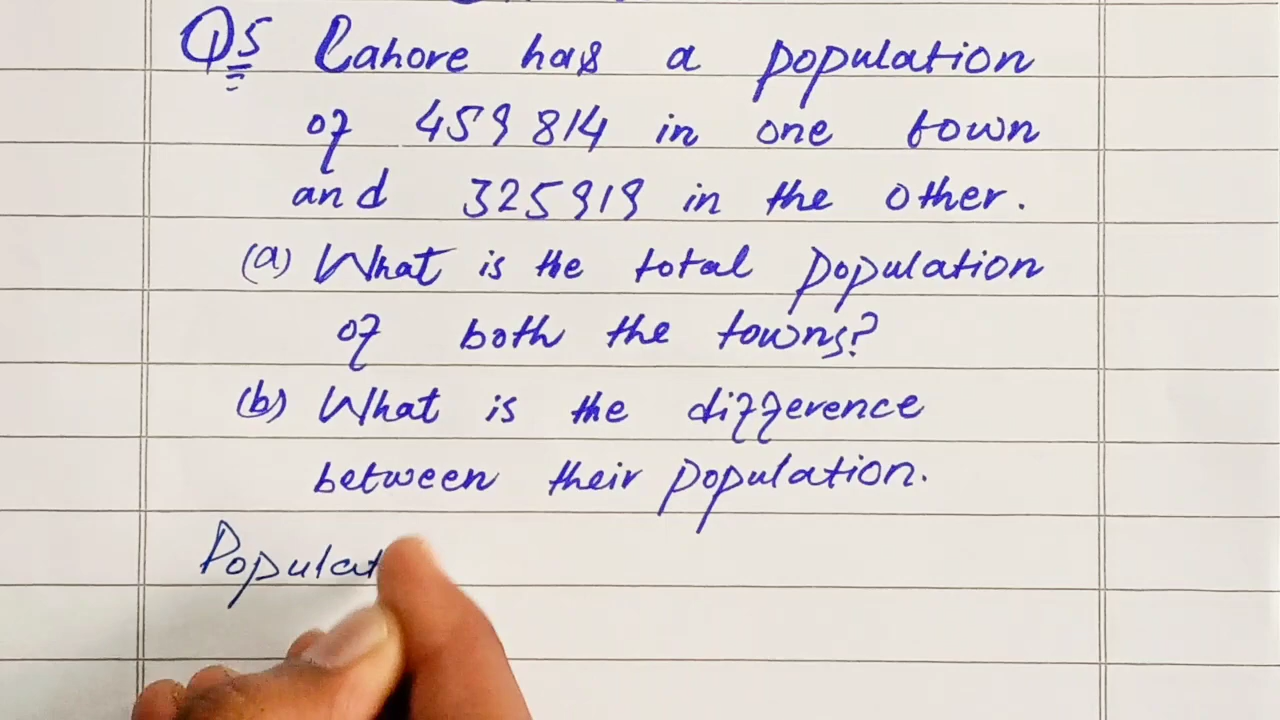 Q5 Lahore has a population
of 459814 in one town
and 325919 in the other.
(a) What is the total population
of both the towns?
(b) What is the difference
between their population.
Populat